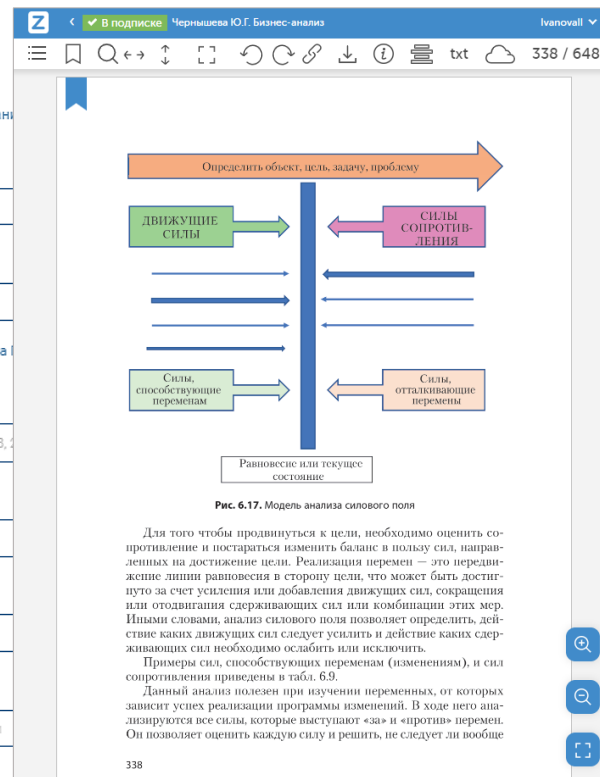 Z
В подписке Чернышева Ю.Г. Бизнес-анализ
Ivanovall
txt
338 / 648
Определить объект, цель, задачу, проблему
ДВИЖУЩИЕ
СИЛЫ
СИЛЫ
СОПРОТИВ-
ЛЕНИЯ
Силы,
способствующие
переменам
Силы,
отталкивающие
перемены
Равновесие или текущее
состояние
Рис. 6.17. Модель анализа силового поля
Для того чтобы продвинуться к цели, необходимо оценить со-
противление и постараться изменить баланс в пользу сил, направ-
ленных на достижение цели. Реализация перемен — это передви-
жение линии равновесия в сторону цели, что может быть достиг-
нуто за счет усиления или добавления движущих сил, сокращения
или отодвигания сдерживающих сил или комбинации этих мер.
Иными словами, анализ силового поля позволяет определить, дей-
ствие каких движущих сил следует усилить и действие каких сдер-
живающих сил необходимо ослабить или исключить.
Примеры сил, способствующих переменам (изменениям), и сил
сопротивления приведены в табл. 6.9.
Данный анализ полезен при изучении переменных, от которых
зависит успех реализации программы изменений. В ходе него ана-
лизируются все силы, которые выступают «за» и «против» перемен.
Он позволяет оценить каждую силу и решить, не следует ли вообще
338